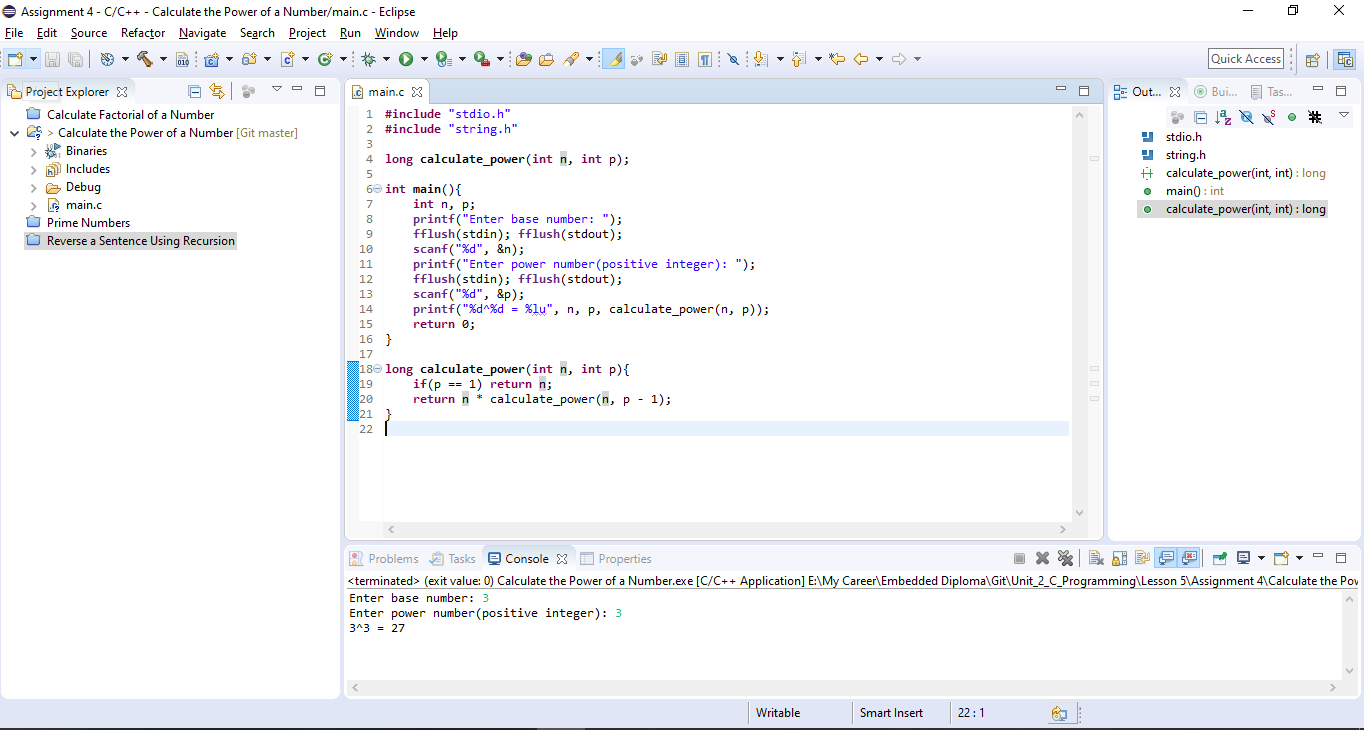 Assignment 4 - C/C++ - Calculate the Power of a Number/main.c - Eclipse
File Edit Source Refactor Navigate Search Project Run Window Help
Quick Access
Project Explorer
Calculate Factorial of a Number
> Calculate the Power of a Number [Git master]
Binaries
Includes
Debug
main.c
Prime Numbers
Reverse a Sentence Using Recursion
main.c
1 #include "stdio.h"
2 #include "string.h"
3
4 long calculate_power(int n, int p);
5
6 int main(){
7 int n, p;
8 printf("Enter base number: ");
9 fflush(stdin); fflush(stdout);
10 scanf("%d", &n);
11 printf("Enter power number(positive integer): ");
12 fflush(stdin); fflush(stdout);
13 scanf("%d", &p);
14 printf("%d^%d = %lu", n, p, calculate_power(n, p));
15 return 0;
16 }
17
18 long calculate_power(int n, int p){
19 if(p == 1) return n;
20 return n * calculate_power(n, p - 1);
21 }
22
Out... Bui... Tas...
stdio.h
string.h
calculate_power(int, int) : long
main() : int
calculate_power(int, int) : long
Problems Tasks Console Properties
<terminated> (exit value: 0) Calculate the Power of a Number.exe [C/C++ Application] E:\My Career\Embedded Diploma\Git\Unit_2_C_Programming\Lesson 5\Assignment 4\Calculate the Pov
Enter base number: 3
Enter power number(positive integer): 3
3^3 = 27
Writable Smart Insert 22 : 1